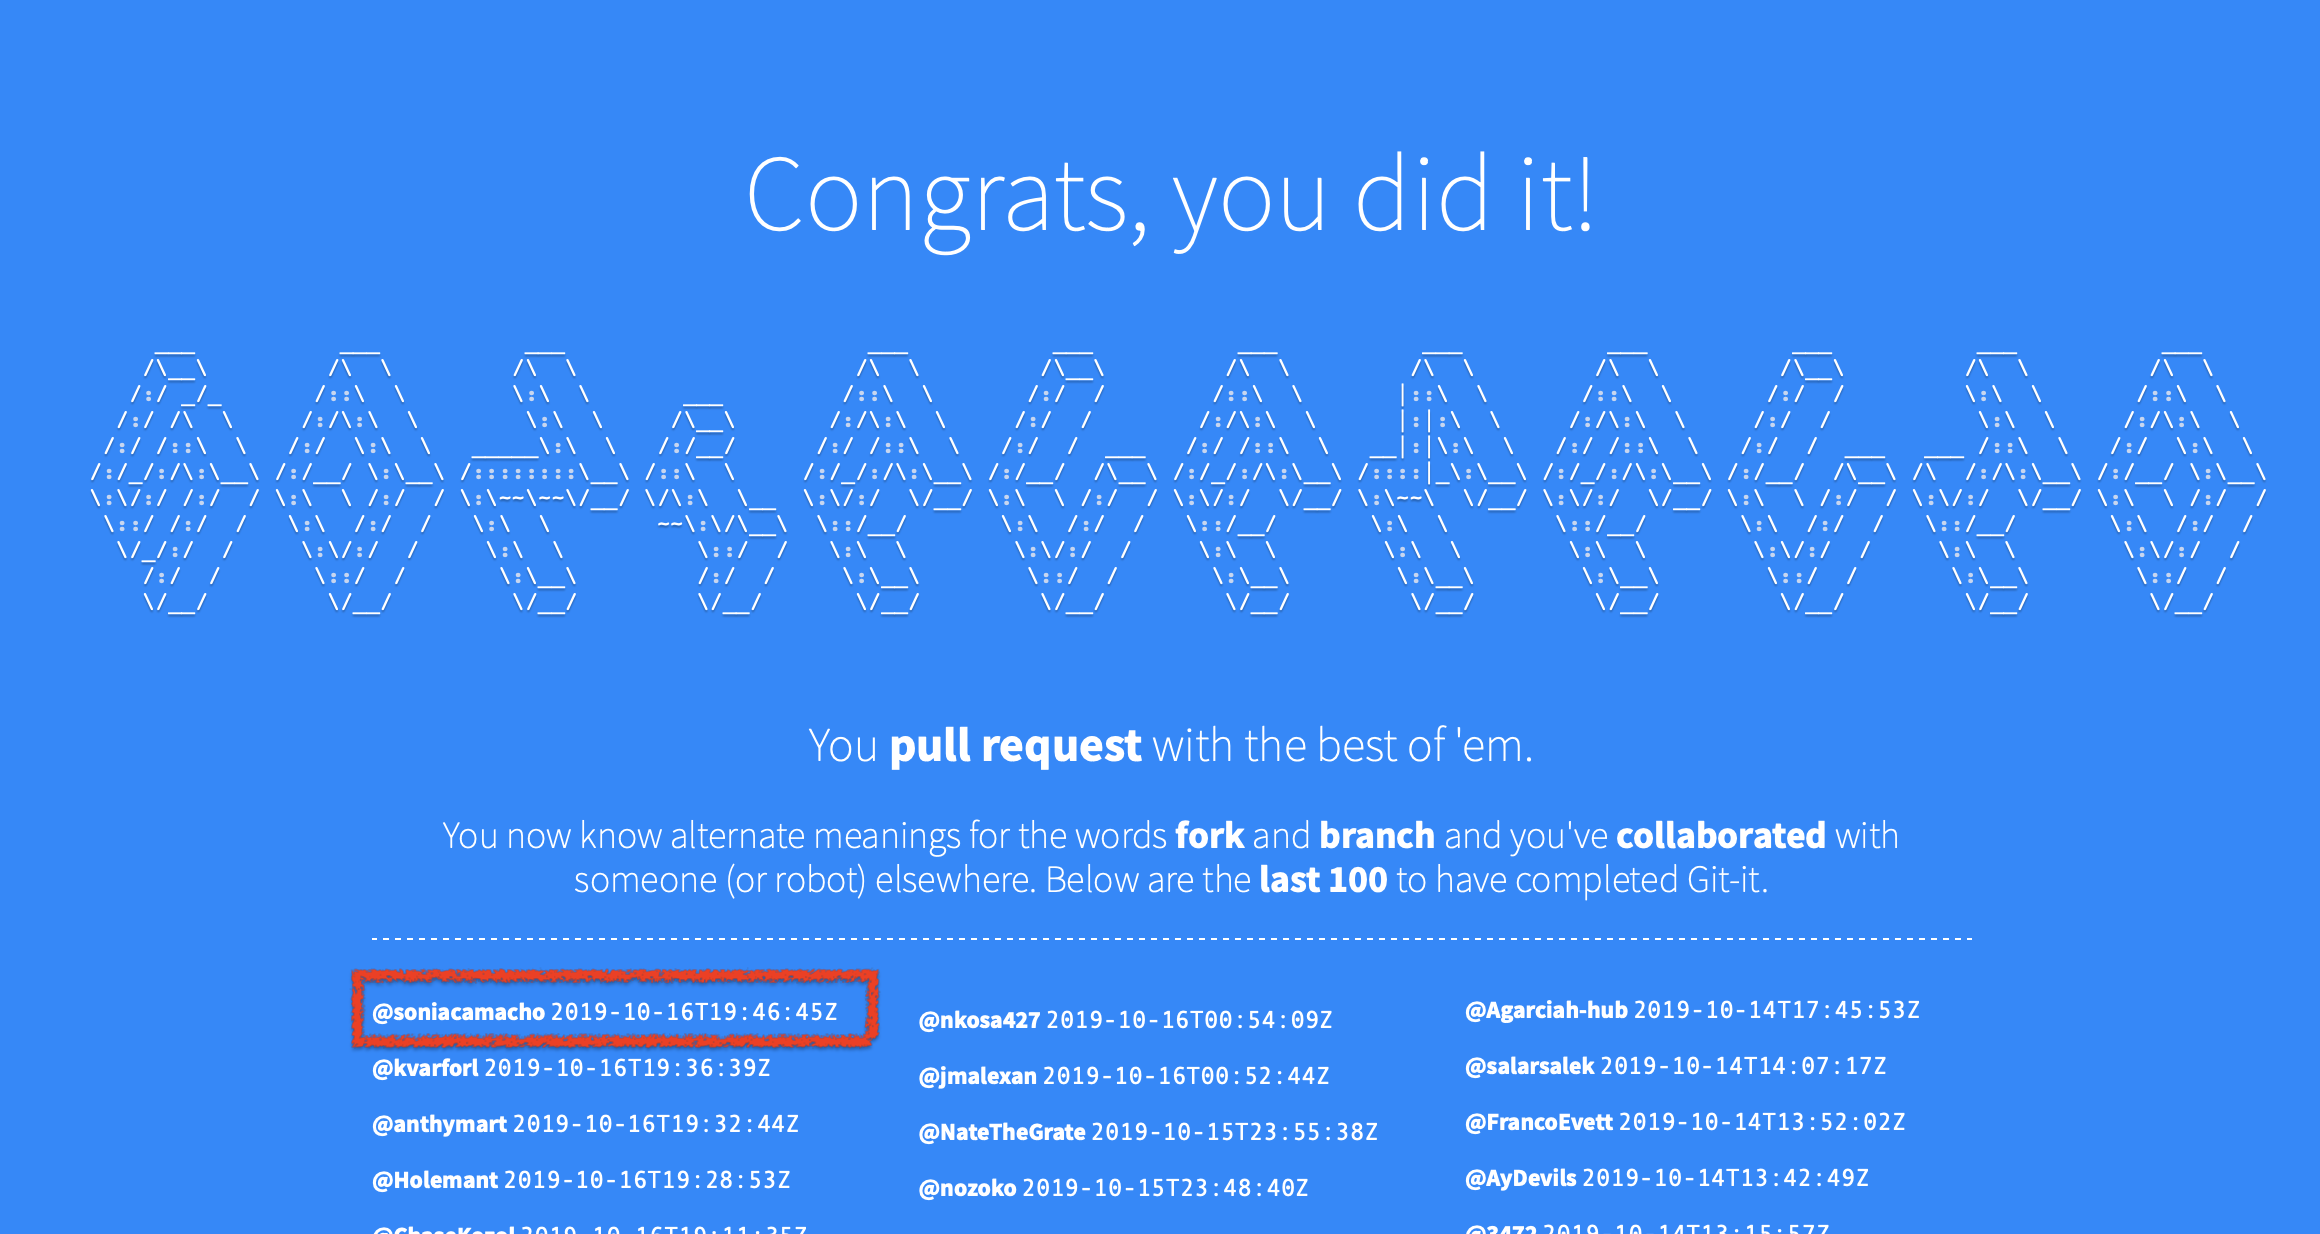 Congrats, you did it!
You pull request with the best of 'em.
You now know alternate meanings for the words fork and branch and you've collaborated with
someone (or robot) elsewhere. Below are the last 100 to have completed Git-it.
@soniacamacho 2019-10-16T19:46:45Z
@kvarforl 2019-10-16T19:36:39Z
@anthymart 2019-10-16T19:32:44Z
@Holemant 2019-10-16T19:28:53Z
@nkosa427 2019-10-16T00:54:09Z
@jmalexan 2019-10-16T00:52:44Z
@NateTheGrate 2019-10-15T23:55:38Z
@nozoko 2019-10-15T23:48:40Z
@Agarciah-hub 2019-10-14T17:45:53Z
@salarsalek 2019-10-14T14:07:17Z
@FrancoEvett 2019-10-14T13:52:02Z
@AyDevils 2019-10-14T13:42:49Z